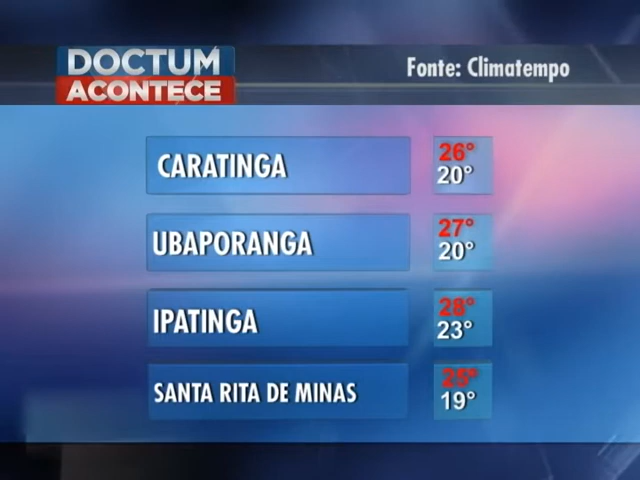 DOCTUM
ACONTECE
Fonte: Climatempo
CARATINGA 26° 20°
UBAPORANGA 27° 20°
IPATINGA 28° 23°
SANTA RITA DE MINAS 25° 19°